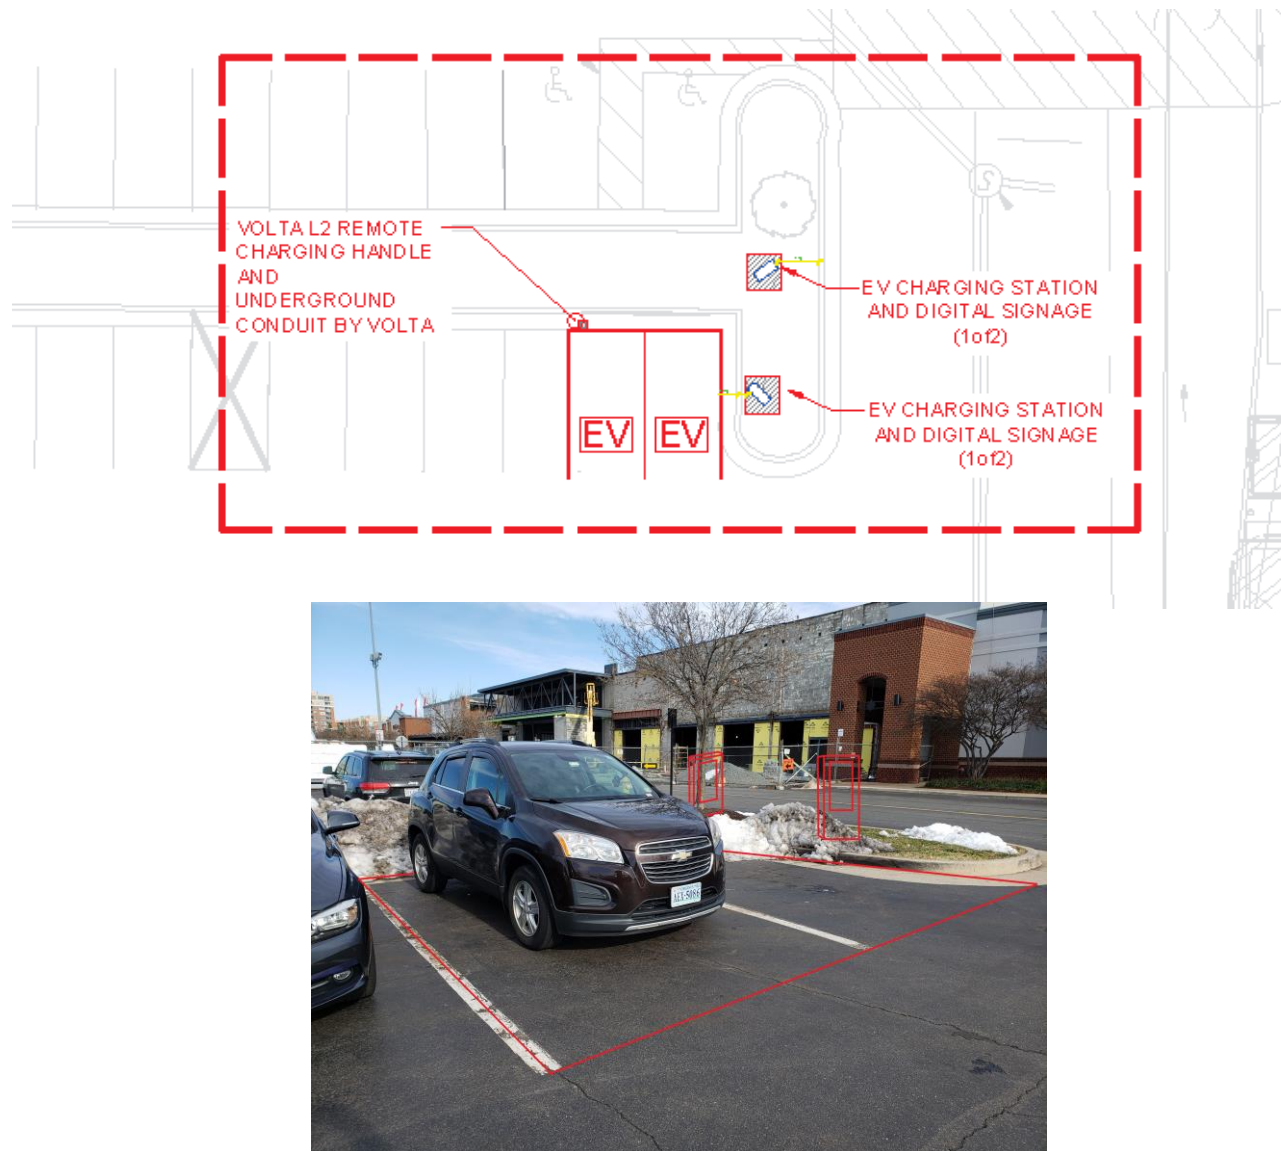 VOLTA L2 REMOTE
CHARGING HANDLE
AND
UNDERGROUND
CONDUIT BY VOLTA
EV CHARGING STATION
AND DIGITAL SIGNAGE
(1of2)
EV CHARGING STATION
AND DIGITAL SIGNAGE
(1of2)
EV EV
S